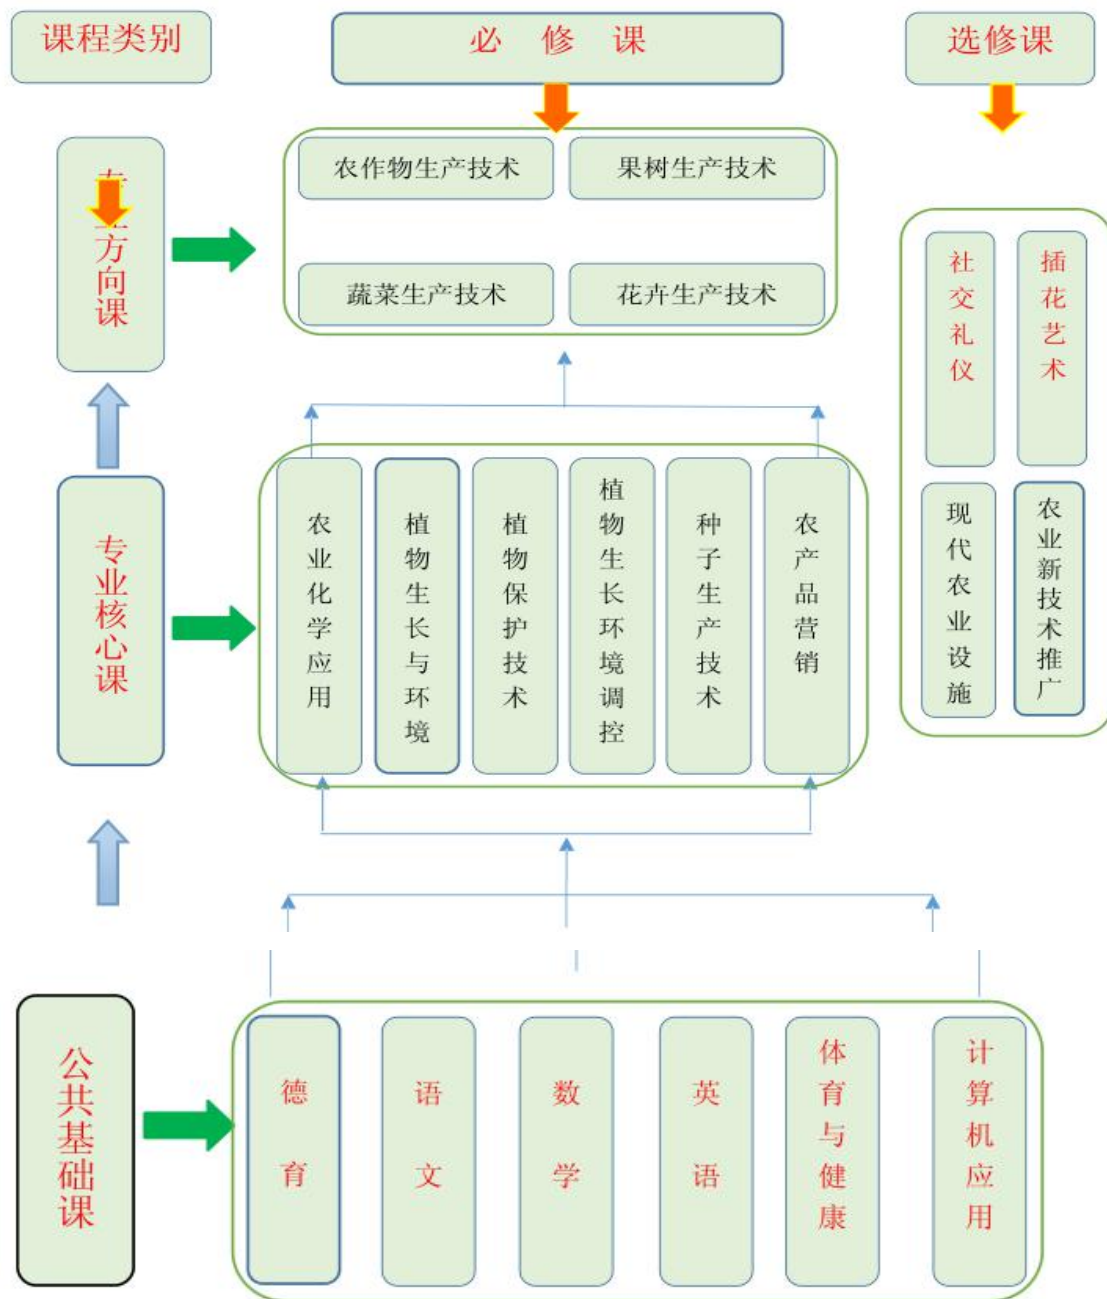 课程类别
必 修 课
选修课
方向课
农作物生产技术
果树生产技术
蔬菜生产技术
花卉生产技术
社交礼仪
插花艺术
专业核心课
农业化学应用
植物生长与环境
植物保护技术
植物生长环境调控
种子生产技术
农产品营销
现代农业设施
农业新技术推广
公共基础课
德育
语文
数学
英语
体育与健康
计算机应用